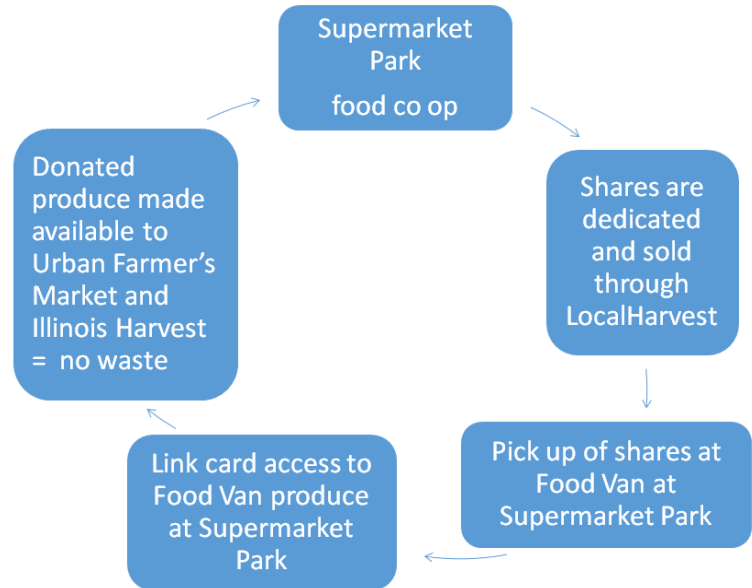 Supermarket
Park
food co op
Shares are
dedicated
and sold
through
LocalHarvest
Pick up of shares at
Food Van at
Supermarket Park
Link card access to
Food Van produce
at Supermarket
Park
Donated
produce made
available to
Urban Farmer’s
Market and
Illinois Harvest
= no waste